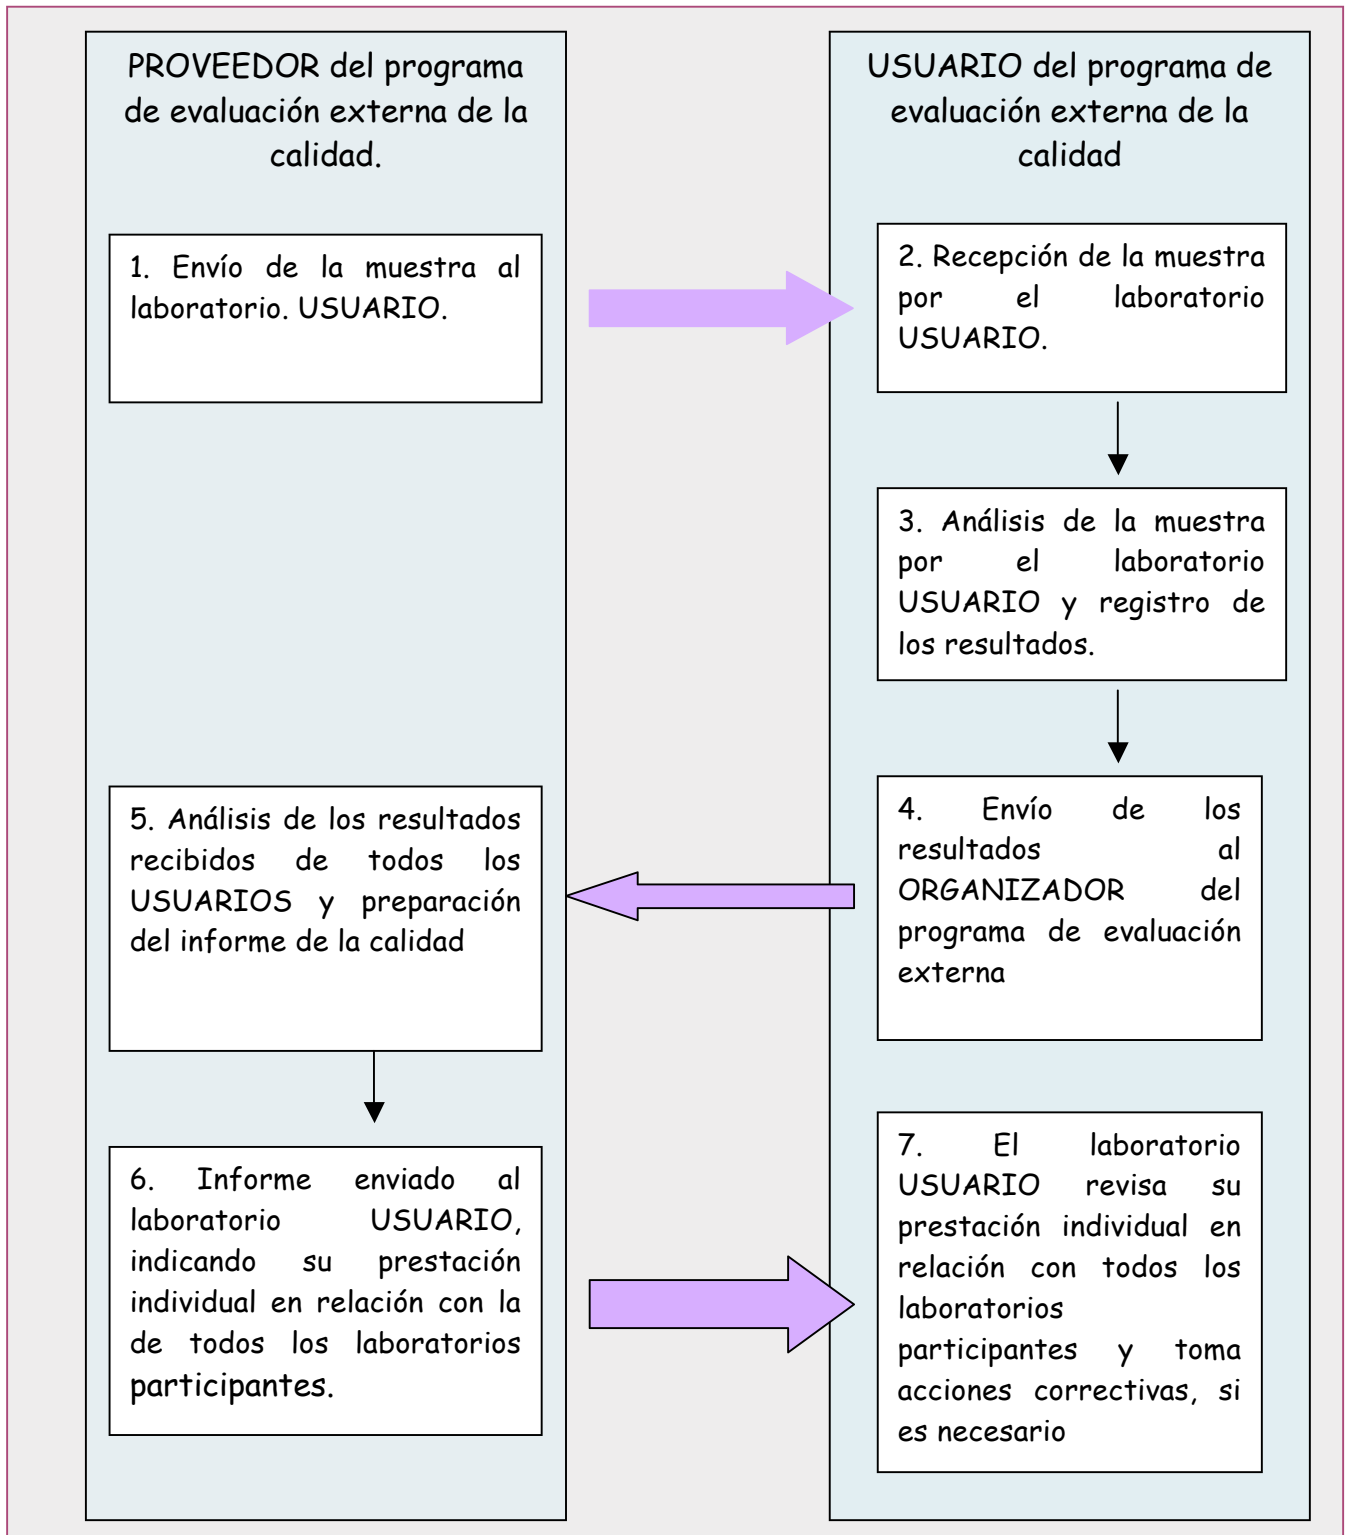 PROVEEDOR del programa
de evaluación externa de la
calidad.
USUARIO del programa de
evaluación externa de la
calidad
1. Envío de la muestra al
laboratorio. USUARIO.
2. Recepción de la muestra
por el laboratorio
USUARIO.
3. Análisis de la muestra
por el laboratorio
USUARIO y registro de
los resultados.
4. Envío de los
resultados al
ORGANIZADOR del
programa de evaluación
externa
5. Análisis de los resultados
recibidos de todos los
USUARIOS y preparación
del informe de la calidad
6. Informe enviado al
laboratorio USUARIO,
indicando su prestación
individual en relación con la
de todos los laboratorios
participantes.
7. El laboratorio
USUARIO revisa su
prestación individual en
relación con todos los
laboratorios
participantes y toma
acciones correctivas, si
es necesario